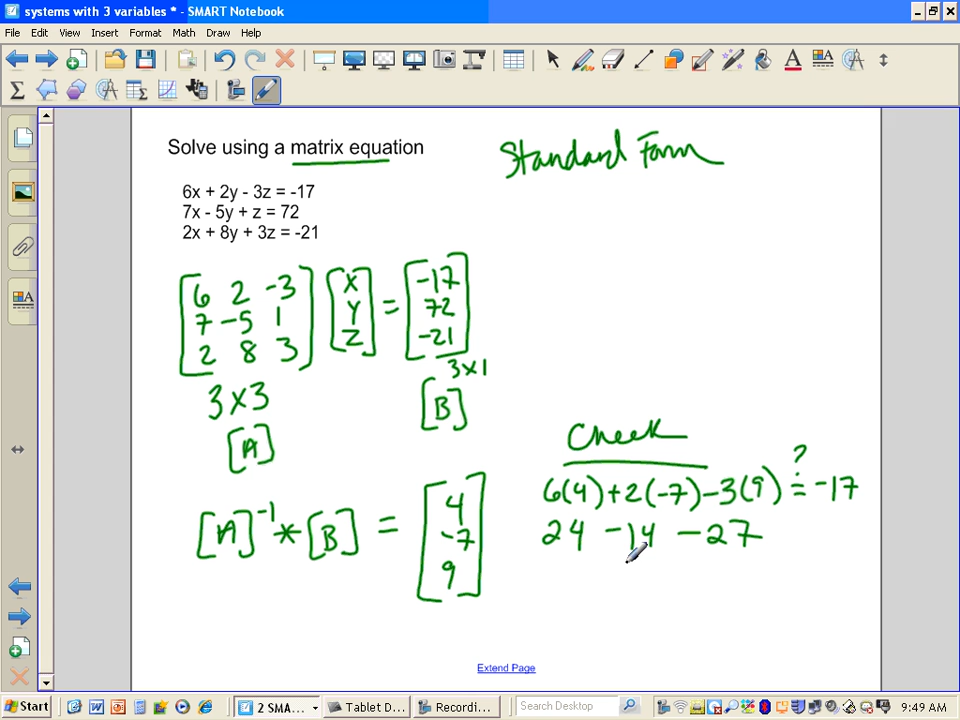 systems with 3 variables * - SMART Notebook
File Edit View Insert Format Math Draw Help
Solve using a matrix equation
Standard Form
6x + 2y - 3z = -17
7x - 5y + z = 72
2x + 8y + 3z = -21
[6 2 -3] [X] = [-17]
[7 -5 1] [Y] [72]
[2 8 3] [Z] [-21]
3x1
3x3
[B]
[A]
Check
?
6(4)+2(-7)-3(9) = -17
24 -14 -27
[A]^-1 * [B] = [4]
[-7]
[9]
Extend Page
Start
2 SMA...
Tablet D...
Recordi...
Search Desktop
9:49 AM